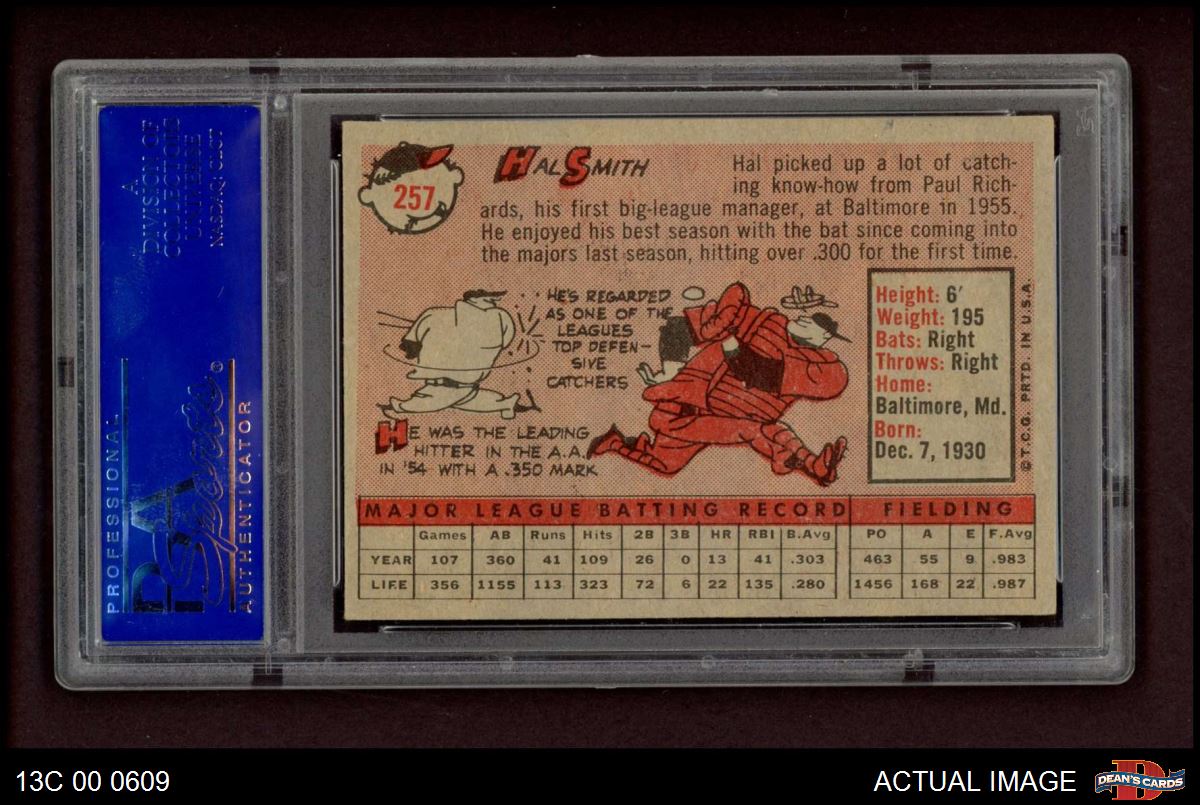 A
DIVISION OF
COLLECTORS
UNIVERSE
NASDAQ: CLCT
PROFESSIONAL
PSA
Sports
®
AUTHENTICATOR
257
HAL SMITH
Hal picked up a lot of catch-
ing know-how from Paul Rich-
ards, his first big-league manager, at Baltimore in 1955.
He enjoyed his best season with the bat since coming into
the majors last season, hitting over .300 for the first time.
HE'S REGARDED
AS ONE OF THE
LEAGUES
TOP DEFEN-
SIVE
CATCHERS
HE WAS THE LEADING
HITTER IN THE A.A.
IN '54 WITH A .350 MARK
Height: 6'
Weight: 195
Bats: Right
Throws: Right
Home:
Baltimore, Md.
Born:
Dec. 7, 1930
© T.C.G. PRTD. IN U.S.A.
MAJOR LEAGUE BATTING RECORD FIELDING
Games AB Runs Hits 2B 3B HR RBI B.Avg PO A E F.Avg
YEAR 107 360 41 109 26 0 13 41 .303 463 55 9 .983
LIFE 356 1155 113 323 72 6 22 135 .280 1456 168 22 .987
13C 00 0609
ACTUAL IMAGE
DEAN'S CARDS